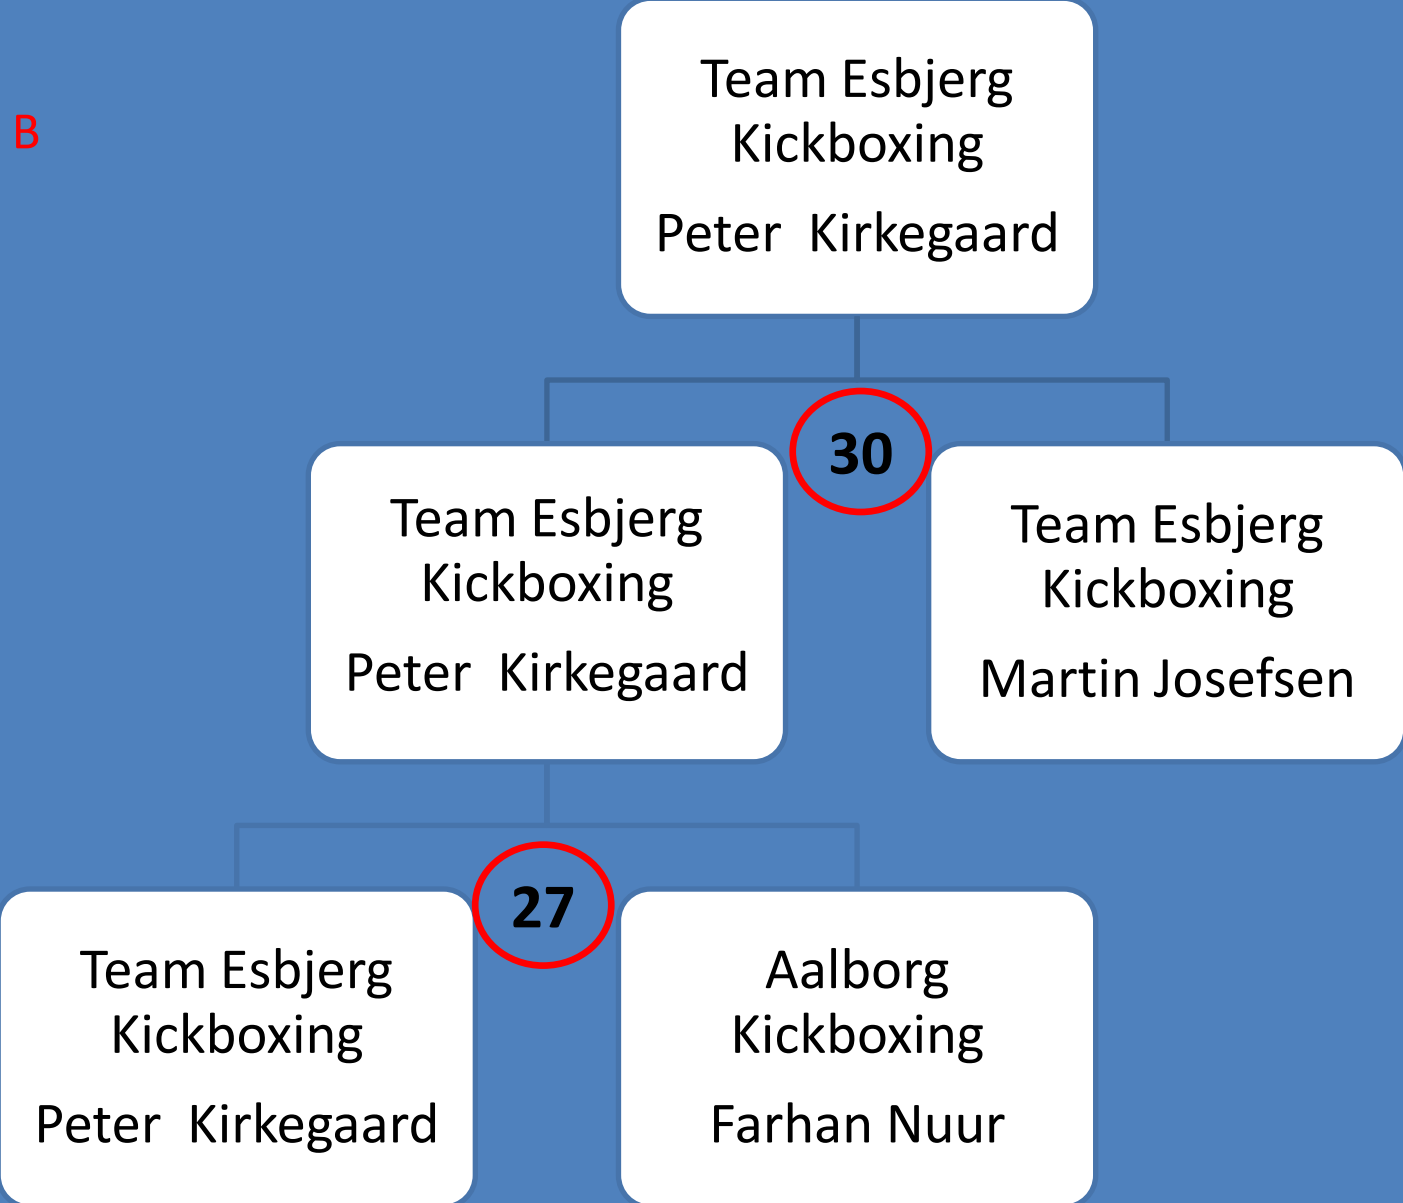 B
Team Esbjerg
Kickboxing
Peter  Kirkegaard
30
Team Esbjerg
Kickboxing
Peter  Kirkegaard
Team Esbjerg
Kickboxing
Martin Josefsen
27
Team Esbjerg
Kickboxing
Peter  Kirkegaard
Aalborg
Kickboxing
Farhan Nuur